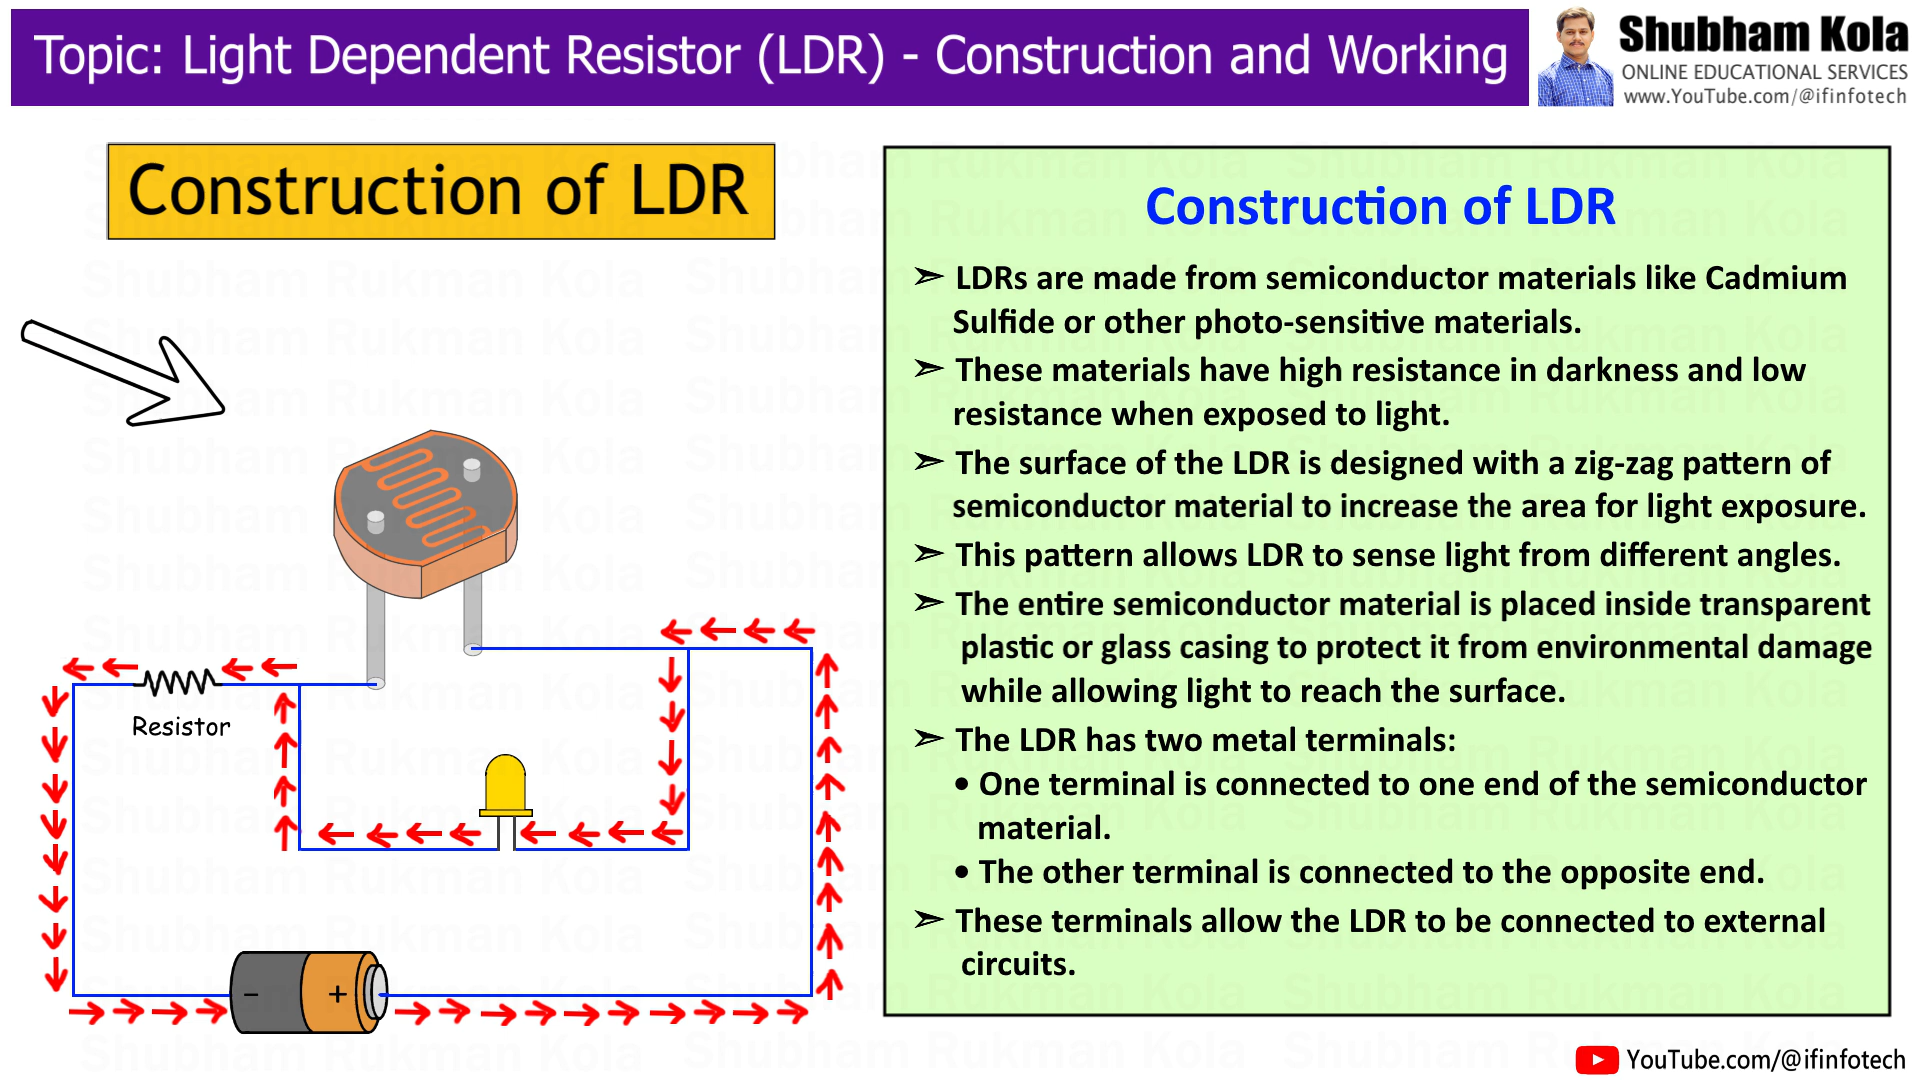 Topic: Light Dependent Resistor (LDR) - Construction and Working
Shubham Kola
ONLINE EDUCATIONAL SERVICES
www.YouTube.com/@ifinfotech
Construction of LDR
Resistor
-
+
Construction of LDR
➢ LDRs are made from semiconductor materials like Cadmium
Sulfide or other photo-sensitive materials.
➢ These materials have high resistance in darkness and low
resistance when exposed to light.
➢ The surface of the LDR is designed with a zig-zag pattern of
semiconductor material to increase the area for light exposure.
➢ This pattern allows LDR to sense light from different angles.
➢ The entire semiconductor material is placed inside transparent
plastic or glass casing to protect it from environmental damage
while allowing light to reach the surface.
➢ The LDR has two metal terminals:
• One terminal is connected to one end of the semiconductor
material.
• The other terminal is connected to the opposite end.
➢ These terminals allow the LDR to be connected to external
circuits.
YouTube.com/@ifinfotech
Shubham Rukman Kola